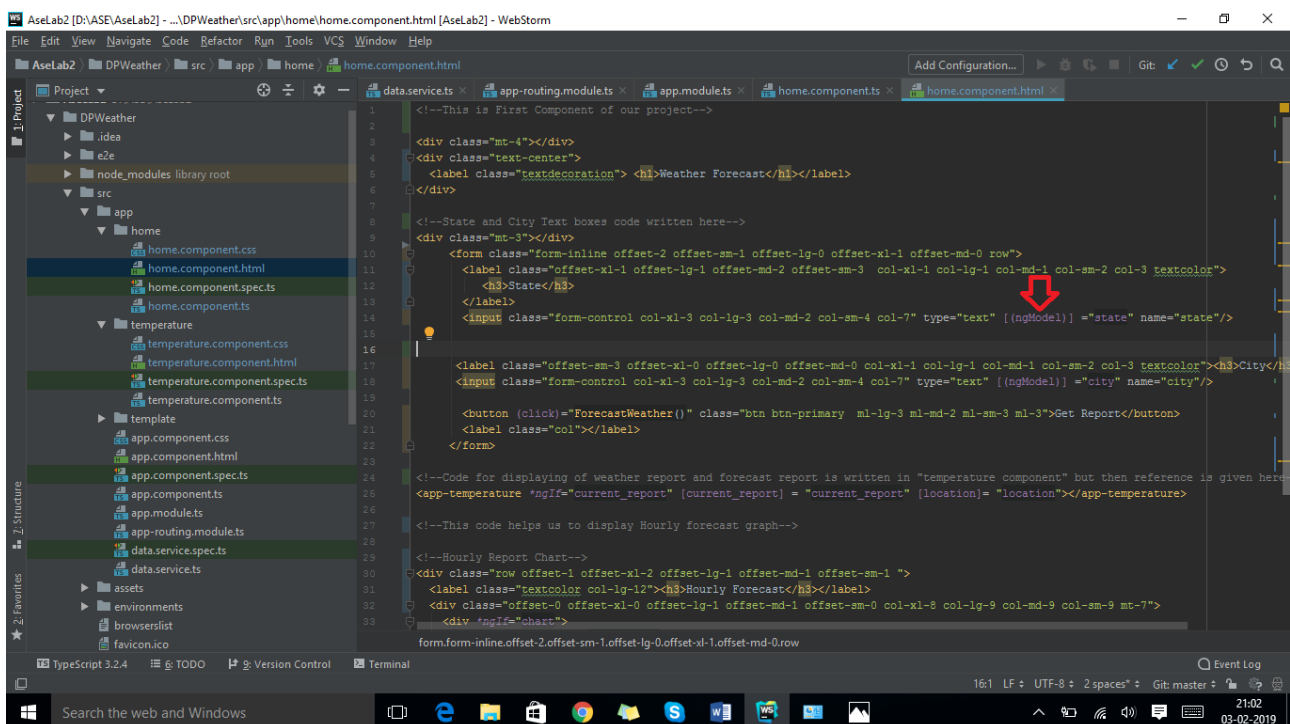 AseLab2 [D:\ASE\AseLab2] - ...\DPWeather\src\app\home\home.component.html [AseLab2] - WebStorm
File Edit View Navigate Code Refactor Run Tools VCS Window Help
AseLab2 DPWeather src app home home.component.html Add Configuration... Git:
Project
data.service.ts app-routing.module.ts app.module.ts home.component.ts home.component.html
1: Project
7: Structure
2: Favorites
DPWeather
.idea
e2e
node_modules library root
src
app
home
home.component.css
home.component.html
home.component.spec.ts
home.component.ts
temperature
temperature.component.css
temperature.component.html
temperature.component.spec.ts
temperature.component.ts
template
app.component.css
app.component.html
app.component.spec.ts
app.component.ts
app.module.ts
app-routing.module.ts
data.service.spec.ts
data.service.ts
assets
environments
browserslist
favicon.ico
1 <!--This is First Component of our project-->
2
3 <div class="mt-4"></div>
4 <div class="text-center">
5 <label class="textdecoration"> <h1>Weather Forecast</h1></label>
6 </div>
7
8 <!--State and City Text boxes code written here-->
9 <div class="mt-3"></div>
10 <form class="form-inline offset-2 offset-sm-1 offset-lg-0 offset-xl-1 offset-md-0 row">
11 <label class="offset-xl-1 offset-lg-1 offset-md-2 offset-sm-3  col-xl-1 col-lg-1 col-md-1 col-sm-2 col-3 textcolor">
12 <h3>State</h3>
13 </label>
14 <input class="form-control col-xl-3 col-lg-3 col-md-2 col-sm-4 col-7" type="text" [(ngModel)] ="state" name="state"/>
15
16
17 <label class="offset-sm-3 offset-xl-0 offset-lg-0 offset-md-0 col-xl-1 col-lg-1 col-md-1 col-sm-2 col-3 textcolor"><h3>City</h3
18 <input class="form-control col-xl-3 col-lg-3 col-md-2 col-sm-4 col-7" type="text" [(ngModel)] ="city" name="city"/>
19
20 <button (click)="ForecastWeather()" class="btn btn-primary  ml-lg-3 ml-md-2 ml-sm-3 ml-3">Get Report</button>
21 <label class="col"></label>
22 </form>
23
24 <!--Code for displaying of weather report and forecast report is written in "temperature component" but then reference is given here-
25 <app-temperature *ngIf="current_report" [current_report] = "current_report" [location]= "location"></app-temperature>
26
27 <!--This code helps us to display Hourly forecast graph-->
28
29 <!--Hourly Report Chart-->
30 <div class="row offset-1 offset-xl-2 offset-lg-1 offset-md-1 offset-sm-1 ">
31 <label class="textcolor col-lg-12"><h3>Hourly Forecast</h3></label>
32 <div class="offset-0 offset-xl-0 offset-lg-1 offset-md-1 offset-sm-0 col-xl-8 col-lg-9 col-md-9 col-sm-9 mt-7">
33 <div *ngIf="chart">
form.form-inline.offset-2.offset-sm-1.offset-lg-0.offset-xl-1.offset-md-0.row
TypeScript 3.2.4 6: TODO 9: Version Control Terminal Event Log
16:1 LF UTF-8 2 spaces* Git: master
Search the web and Windows
21:02
03-02-2019